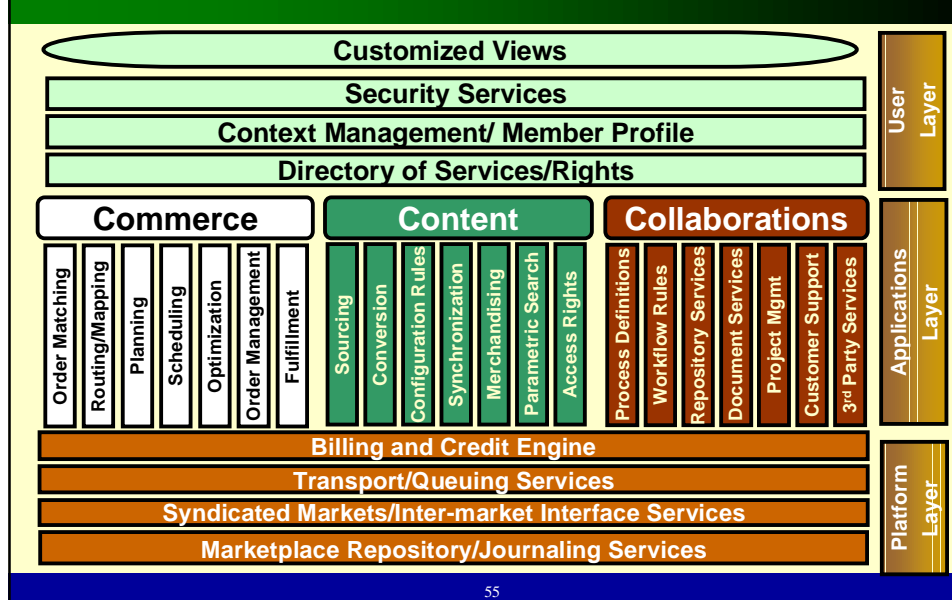 Customized Views
Security Services
Context Management/ Member Profile
Directory of Services/Rights
User
Layer
Commerce
Content
Collaborations
Order Matching
Routing/Mapping
Planning
Scheduling
Optimization
Order Management
Fulfillment
Sourcing
Conversion
Configuration Rules
Synchronization
Merchandising
Parametric Search
Access Rights
Process Definitions
Workflow Rules
Repository Services
Document Services
Project Mgmt
Customer Support
3rd Party Services
Applications
Layer
Billing and Credit Engine
Transport/Queuing Services
Syndicated Markets/Inter-market Interface Services
Marketplace Repository/Journaling Services
Platform
Layer
55